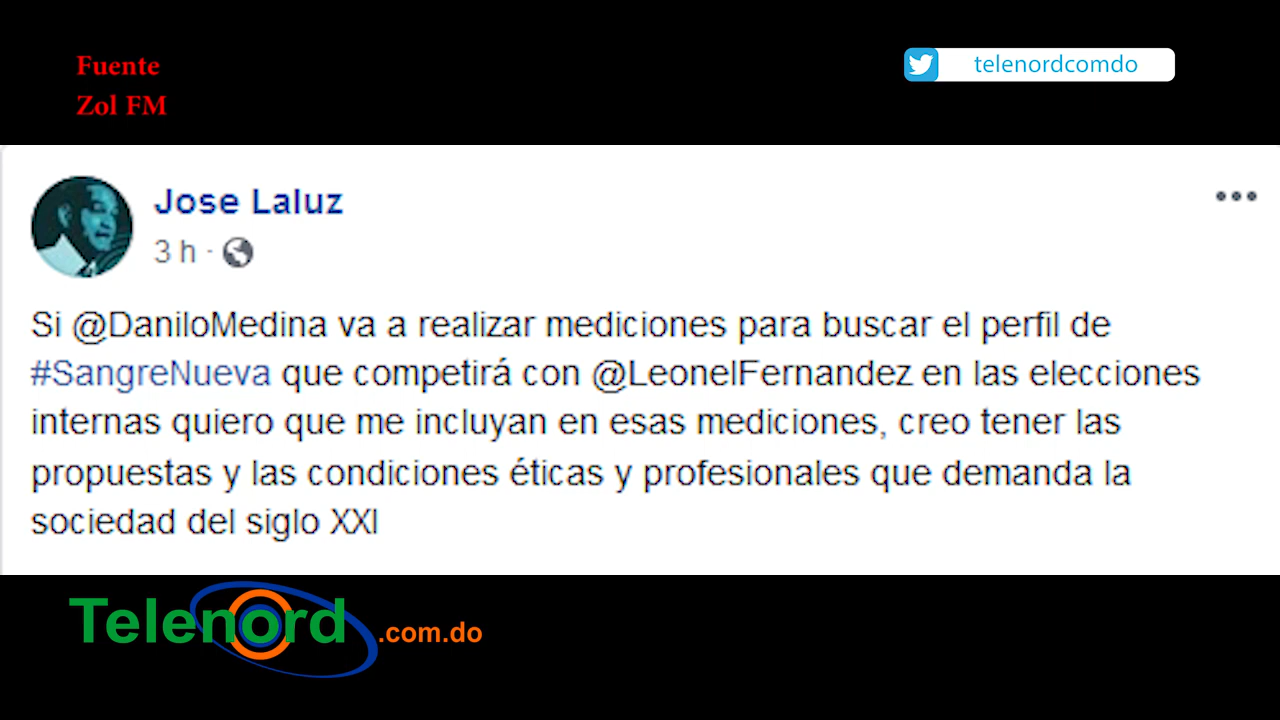 Fuente
Zol FM
telenordcomdo
Jose Laluz
3 h ·
Si @DaniloMedina va a realizar mediciones para buscar el perfil de
#SangreNueva que competirá con @LeonelFernandez en las elecciones
internas quiero que me incluyan en esas mediciones, creo tener las
propuestas y las condiciones éticas y profesionales que demanda la
sociedad del siglo XXI
Telenord .com.do